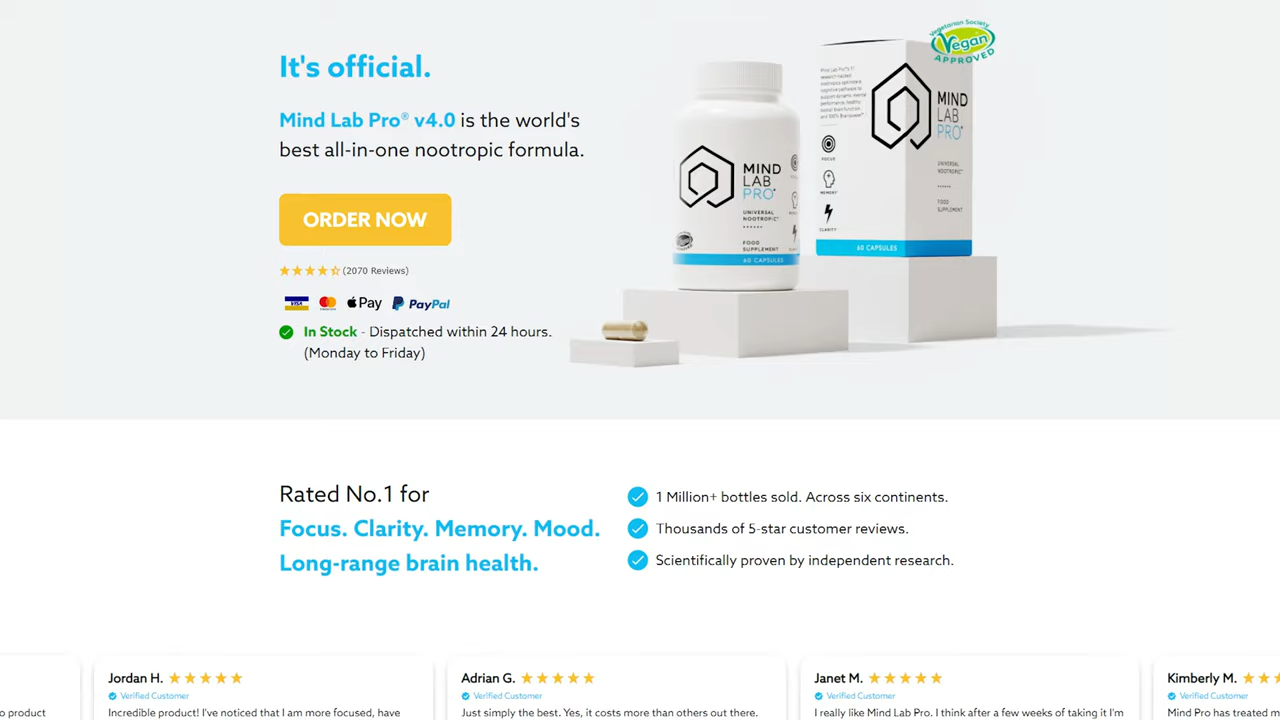 It's official.
Mind Lab Pro® v4.0 is the world's
best all-in-one nootropic formula.
ORDER NOW
(2070 Reviews)
VISA
Pay
PayPal
In Stock - Dispatched within 24 hours.
(Monday to Friday)
MIND
LAB
PRO®
UNIVERSAL
NOOTROPIC™
FOOD
SUPPLEMENT
60 CAPSULES
Vegetarian Society
Vegan
APPROVED
FOCUS
MEMORY
CLARITY
MIND
LAB
PRO®
UNIVERSAL
NOOTROPIC™
FOOD
SUPPLEMENT
60 CAPSULES
Rated No.1 for
Focus. Clarity. Memory. Mood.
Long-range brain health.
1 Million+ bottles sold. Across six continents.
Thousands of 5-star customer reviews.
Scientifically proven by independent research.
o product
Jordan H.
Verified Customer
Incredible product! I've noticed that I am more focused, have
Adrian G.
Verified Customer
Just simply the best. Yes, it costs more than others out there.
Janet M.
Verified Customer
I really like Mind Lab Pro. I think after a few weeks of taking it I'm
Kimberly M.
Verified Customer
Mind Pro has treated m